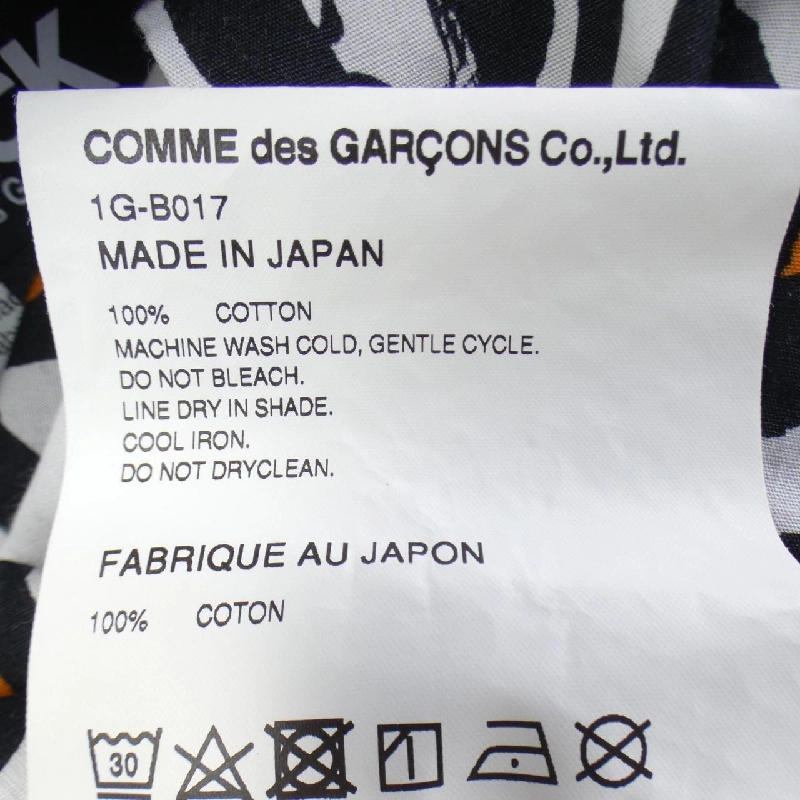 CK
G
COMME des GARÇONS Co.,Ltd.
1G-B017
MADE IN JAPAN
100% COTTON
MACHINE WASH COLD, GENTLE CYCLE.
DO NOT BLEACH.
LINE DRY IN SHADE.
COOL IRON.
DO NOT DRYCLEAN.
FABRIQUE AU JAPON
100% COTON
30